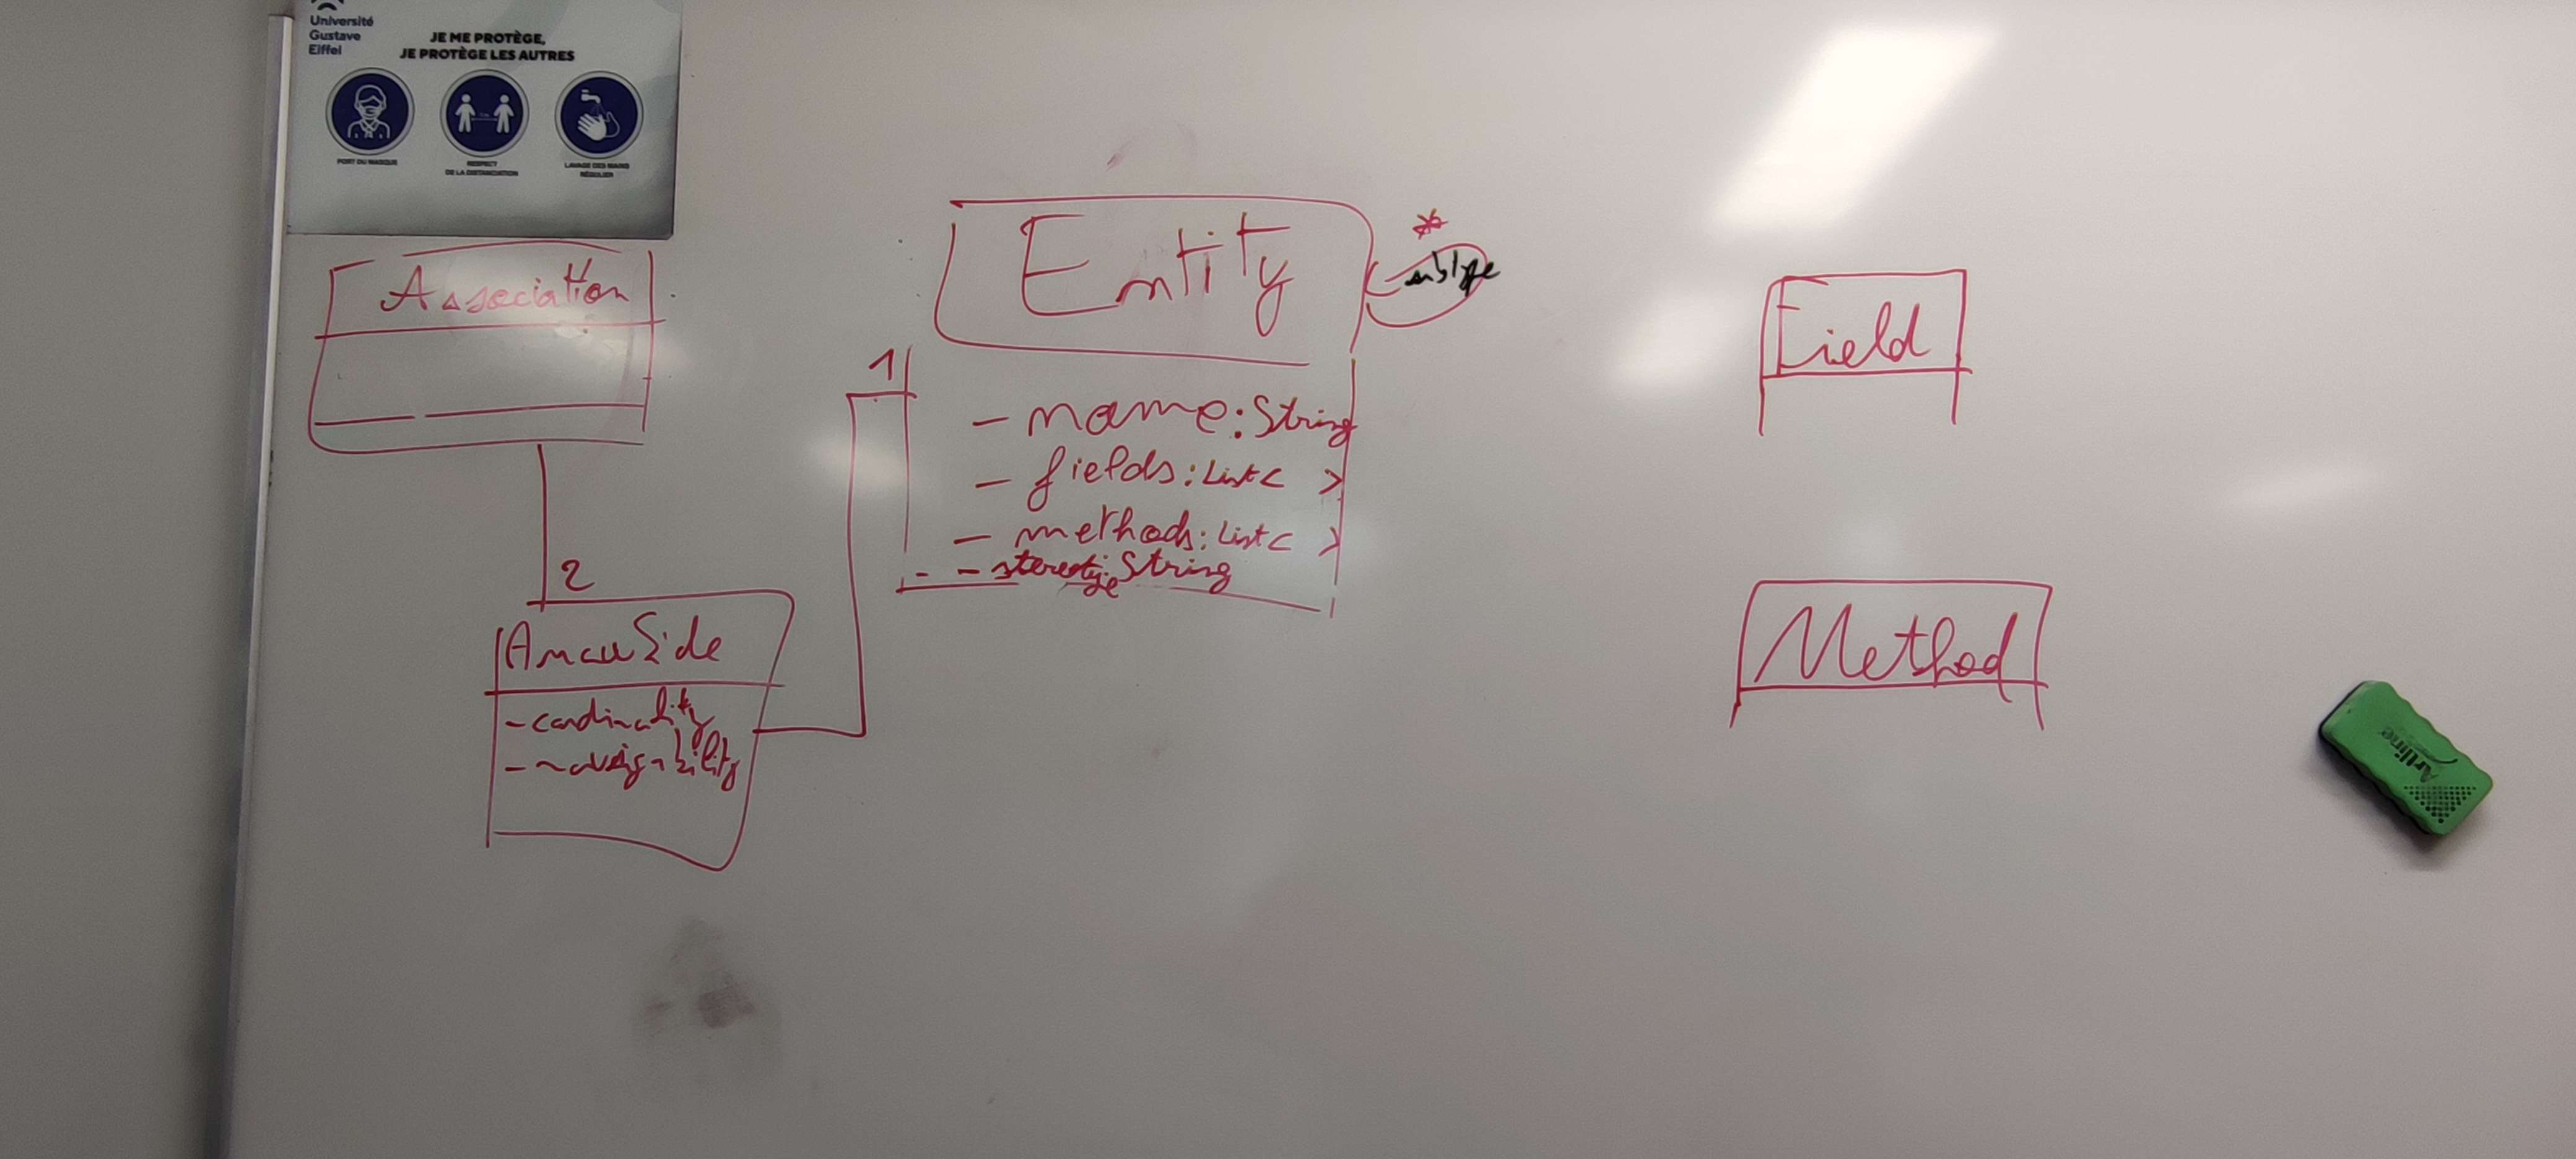 Université
Gustave
Eiffel
JE ME PROTÈGE,
JE PROTÈGE LES AUTRES
PORT DU MASQUE
RESPECT
DE LA DISTANCIATION
LAVAGE DES MAINS
RÉGULIER
Association
2
- cardinality
- navigability
1
Entity
*
subtype
- name: String
- fields: List< >
- methods: List< >
- - stereotype: String
Field
Method
Artline